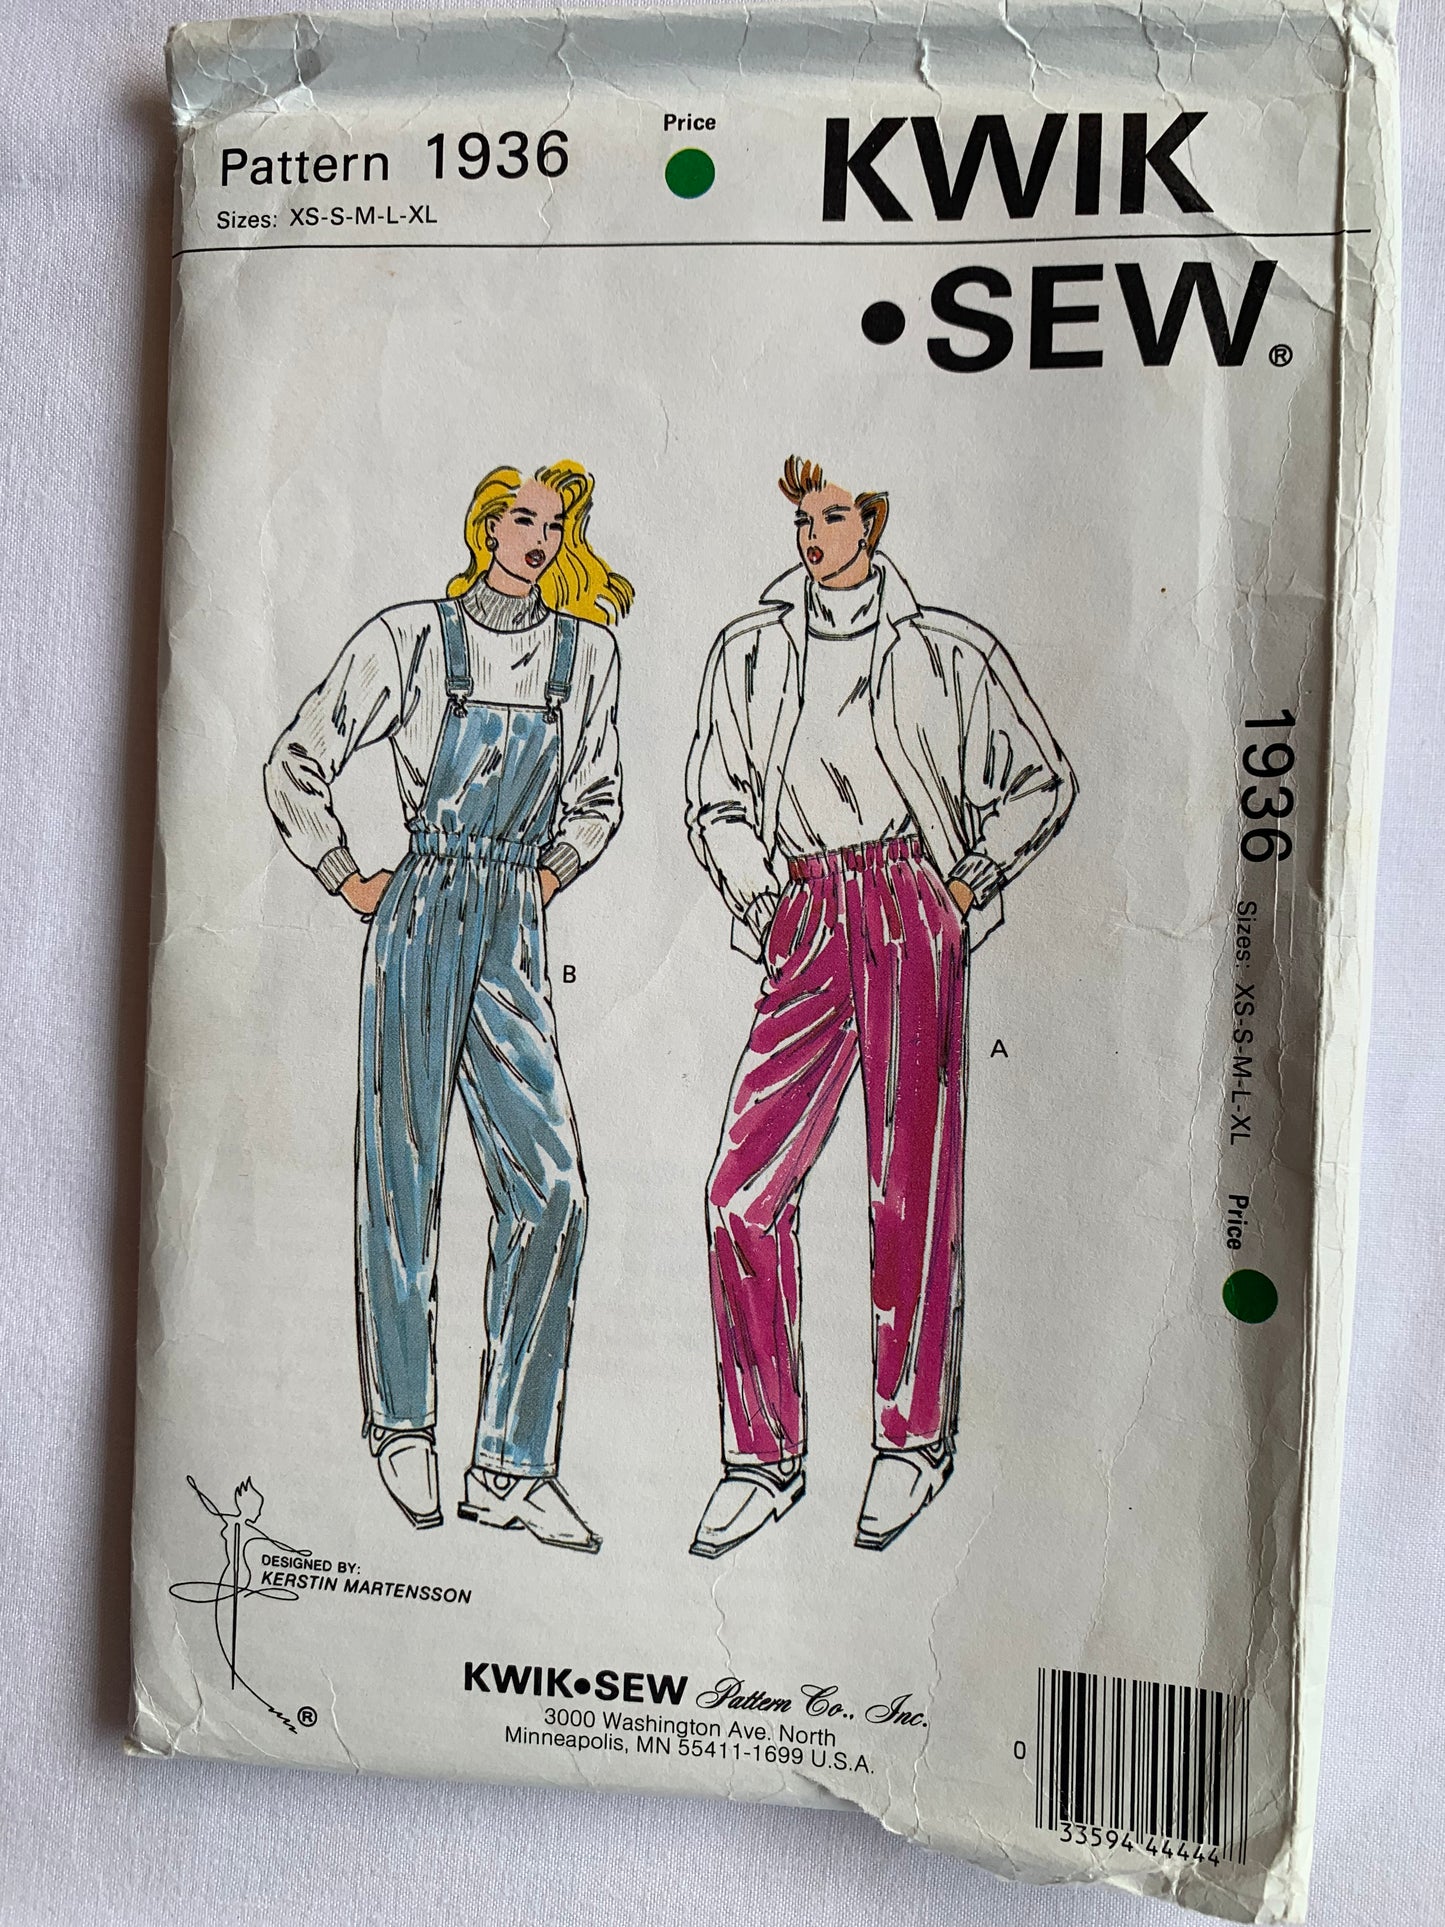 Pattern 1936
Sizes: XS-S-M-L-XL
Price
KWIK
•SEW®
1936 Sizes: XS-S-M-L-XL Price
B
A
DESIGNED BY:
KERSTIN MARTENSSON
®
KWIK•SEW Pattern Co., Inc.
3000 Washington Ave. North
Minneapolis, MN 55411-1699 U.S.A.
0
33594 44444